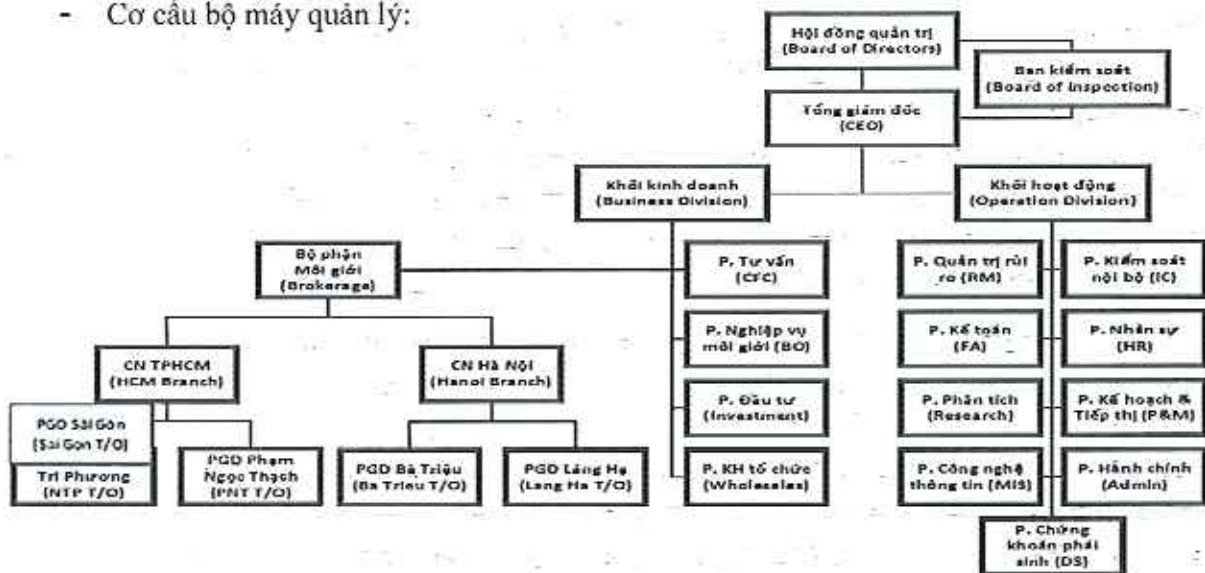 - Cơ cấu bộ máy quản lý:
Hội đồng quản trị
(Board of Directors)
Ban kiểm soát
(Board of Inspection)
Tổng giám đốc
(CEO)
Khối kinh doanh
(Business Division)
Khối hoạt động
(Operation Division)
Bộ phận
Môi giới
(Brokerage)
P. Tư vấn
(CFC)
P. Quản trị rủi
ro (RM)
P. Kiểm soát
nội bộ (IC)
P. Nghiệp vụ
môi giới (BO)
P. Kế toán
(FA)
P. Nhân sự
(HR)
CN TPHCM
(HCM Branch)
CN Hà Nội
(Hanoi Branch)
P. Đầu tư
(Investment)
P. Phân tích
(Research)
P. Kế hoạch &
Tiếp thị (P&M)
PGD Sài Gòn
(Sai Gon T/O)
Tri Phương
(NTP T/O)
PGD Phạm
Ngọc Thạch
(PNT T/O)
PGD Bà Triệu
(Ba Trieu T/O)
PGD Láng Hạ
(Lang Ha T/O)
P. KH tổ chức
(Wholesales)
P. Công nghệ
thông tin (MIS)
P. Hành chính
(Admin)
P. Chứng
khoán phái
sinh (DS)